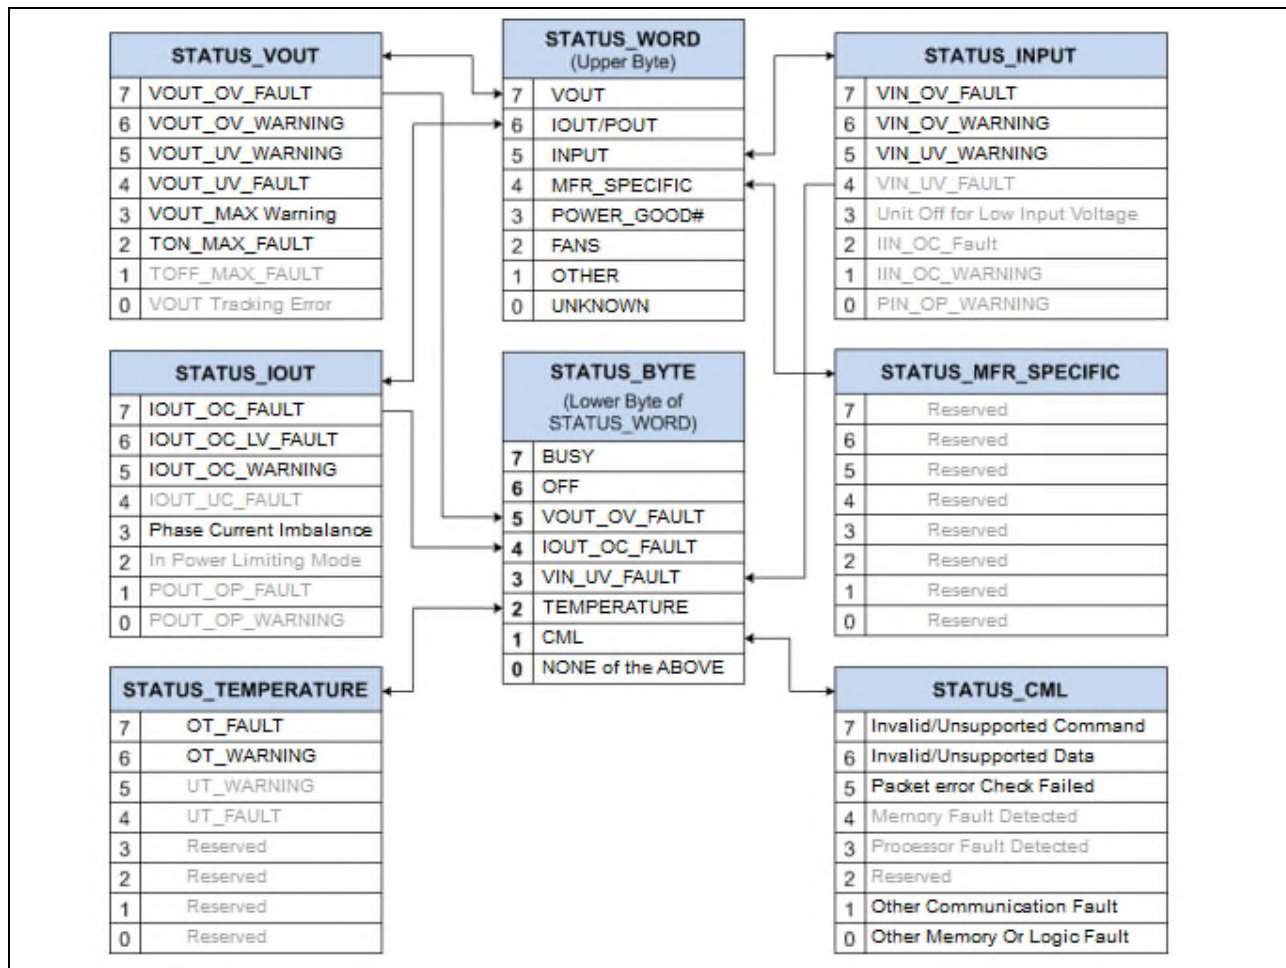 STATUS_VOUT
7 VOUT_OV_FAULT
6 VOUT_OV_WARNING
5 VOUT_UV_WARNING
4 VOUT_UV_FAULT
3 VOUT_MAX Warning
2 TON_MAX_FAULT
1 TOFF_MAX_FAULT
0 VOUT Tracking Error
STATUS_WORD
(Upper Byte)
7 VOUT
6 IOUT/POUT
5 INPUT
4 MFR_SPECIFIC
3 POWER_GOOD#
2 FANS
1 OTHER
0 UNKNOWN
STATUS_INPUT
7 VIN_OV_FAULT
6 VIN_OV_WARNING
5 VIN_UV_WARNING
4 VIN_UV_FAULT
3 Unit Off for Low Input Voltage
2 IIN_OC_Fault
1 IIN_OC_WARNING
0 PIN_OP_WARNING
STATUS_IOUT
7 IOUT_OC_FAULT
6 IOUT_OC_LV_FAULT
5 IOUT_OC_WARNING
4 IOUT_UC_FAULT
3 Phase Current Imbalance
2 In Power Limiting Mode
1 POUT_OP_FAULT
0 POUT_OP_WARNING
STATUS_BYTE
(Lower Byte of
STATUS_WORD)
7 BUSY
6 OFF
5 VOUT_OV_FAULT
4 IOUT_OC_FAULT
3 VIN_UV_FAULT
2 TEMPERATURE
1 CML
0 NONE of the ABOVE
STATUS_MFR_SPECIFIC
7 Reserved
6 Reserved
5 Reserved
4 Reserved
3 Reserved
2 Reserved
1 Reserved
0 Reserved
STATUS_TEMPERATURE
7 OT_FAULT
6 OT_WARNING
5 UT_WARNING
4 UT_FAULT
3 Reserved
2 Reserved
1 Reserved
0 Reserved
STATUS_CML
7 Invalid/Unsupported Command
6 Invalid/Unsupported Data
5 Packet error Check Failed
4 Memory Fault Detected
3 Processor Fault Detected
2 Reserved
1 Other Communication Fault
0 Other Memory Or Logic Fault